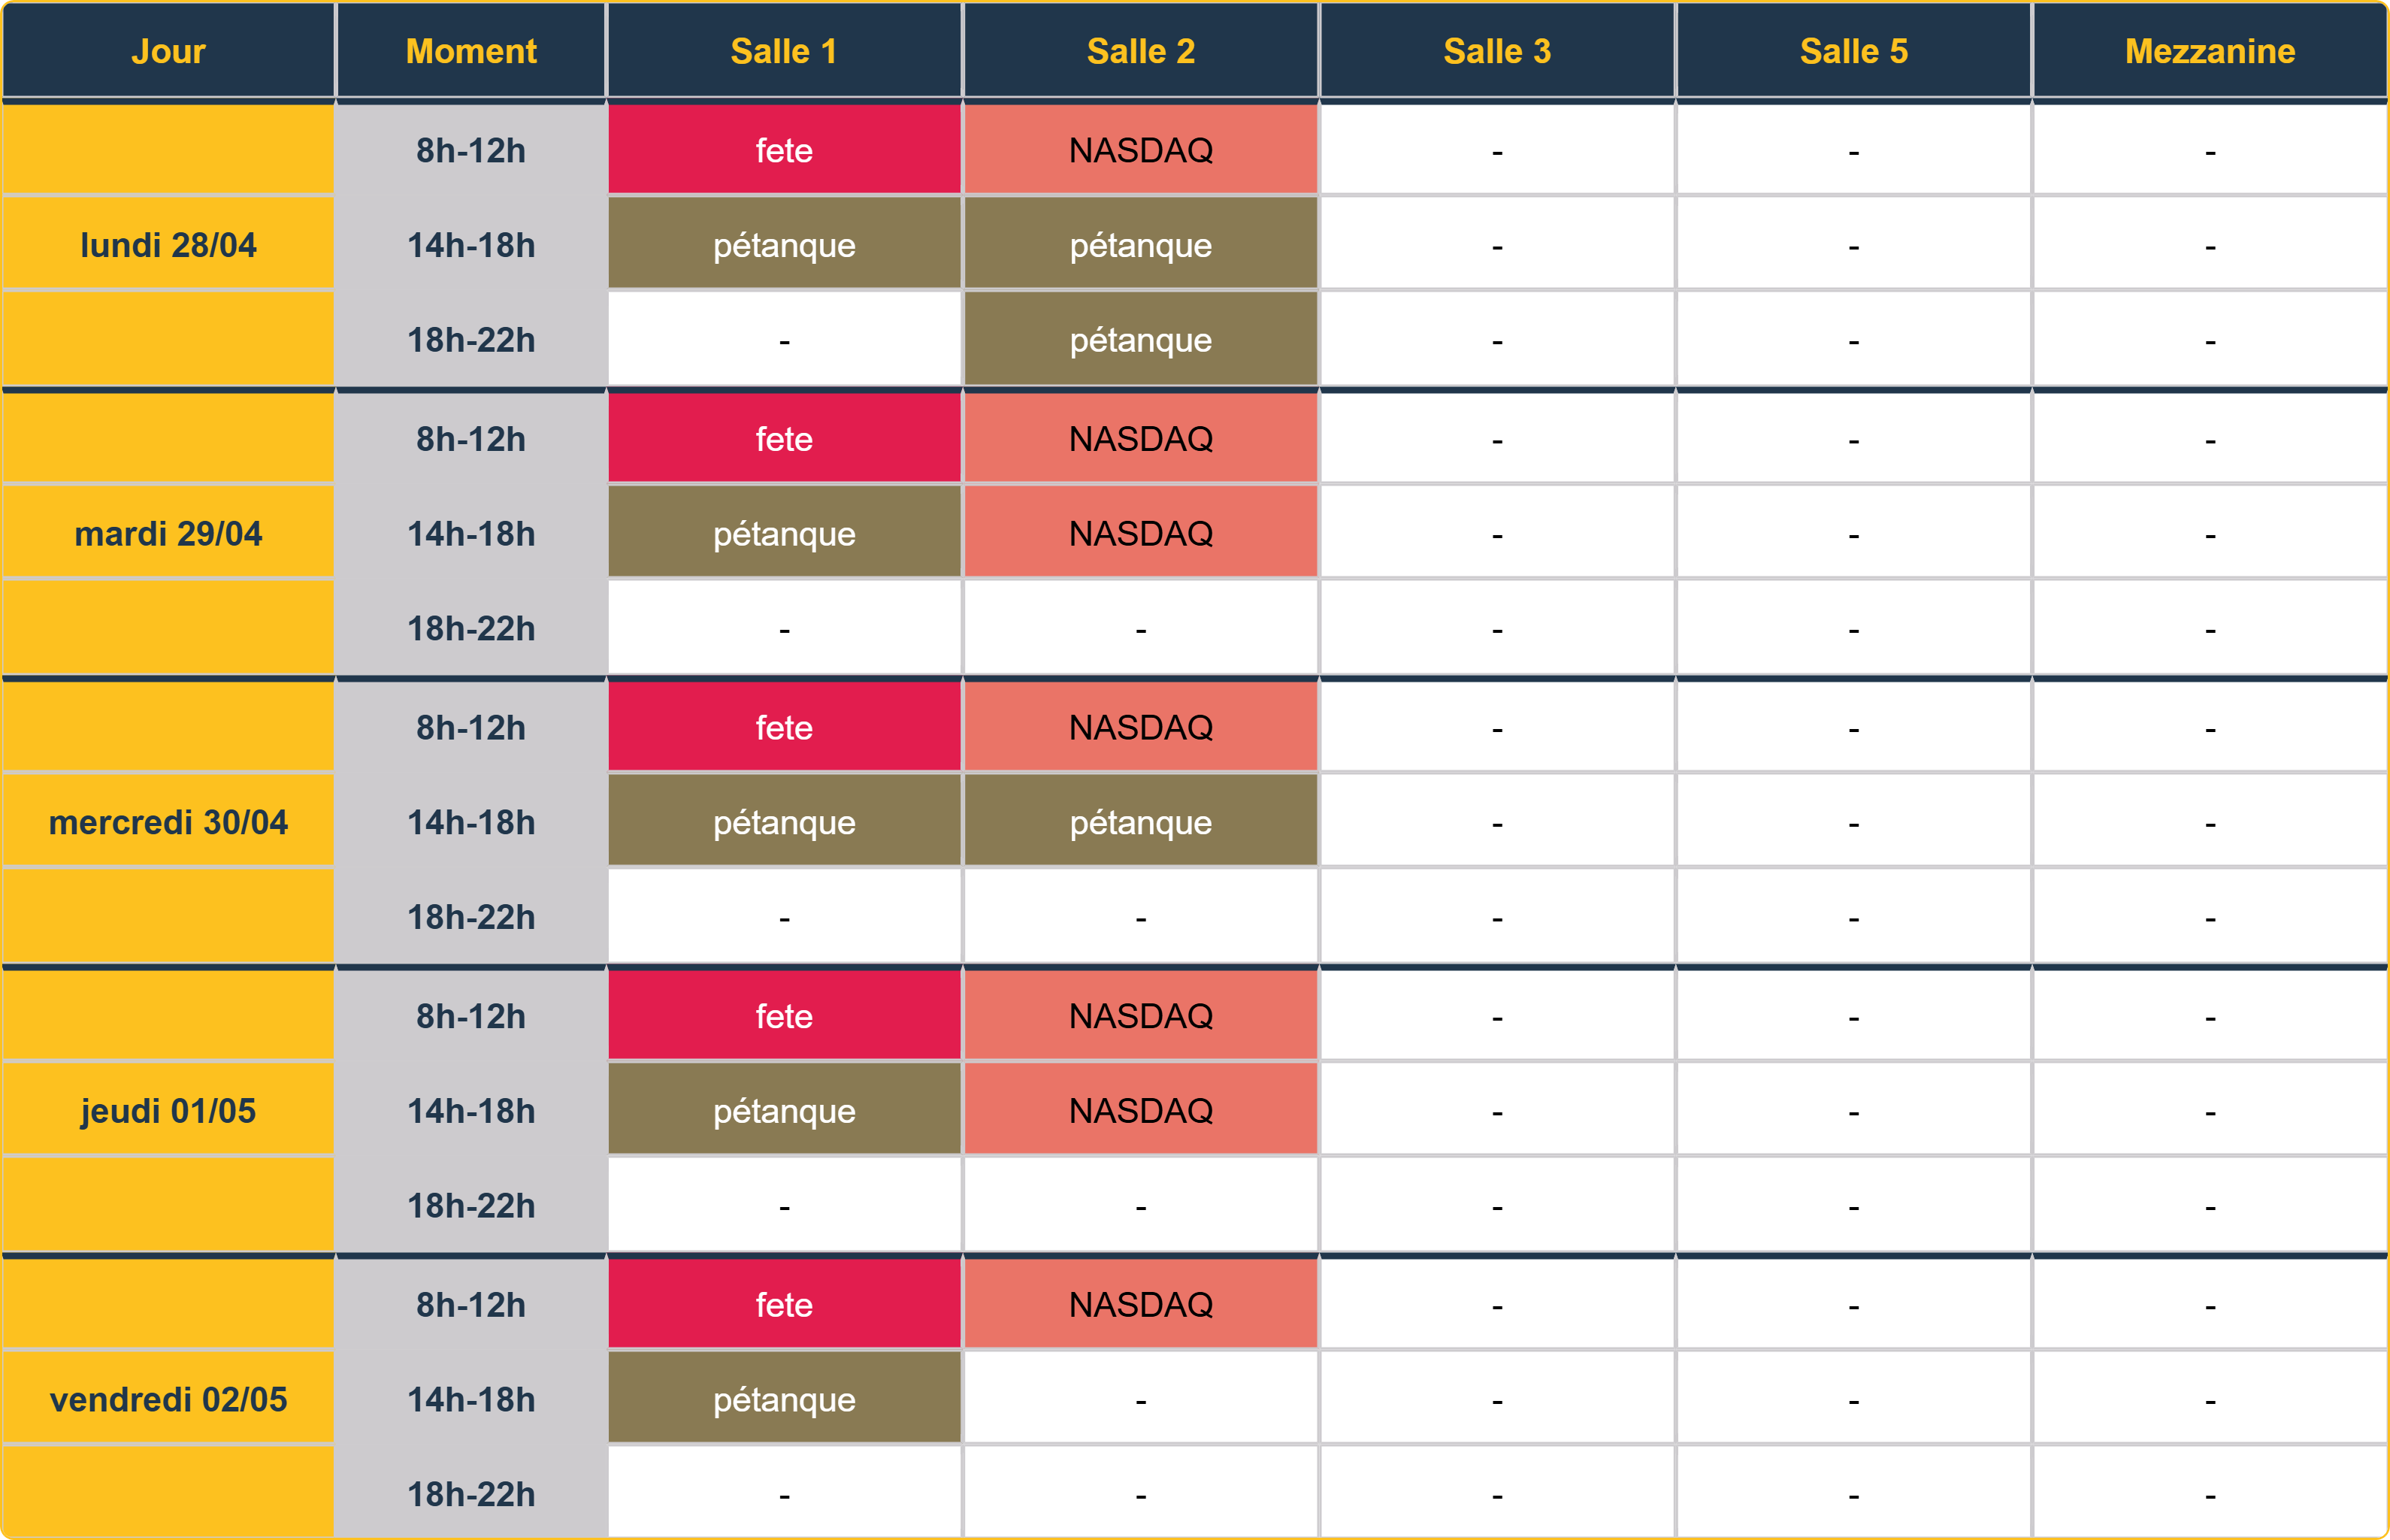 Jour Moment Salle 1 Salle 2 Salle 3 Salle 5 Mezzanine
8h-12h fete NASDAQ - - -
lundi 28/04 14h-18h pétanque pétanque - - -
18h-22h - pétanque - - -
8h-12h fete NASDAQ - - -
mardi 29/04 14h-18h pétanque NASDAQ - - -
18h-22h - - - - -
8h-12h fete NASDAQ - - -
mercredi 30/04 14h-18h pétanque pétanque - - -
18h-22h - - - - -
8h-12h fete NASDAQ - - -
jeudi 01/05 14h-18h pétanque NASDAQ - - -
18h-22h - - - - -
8h-12h fete NASDAQ - - -
vendredi 02/05 14h-18h pétanque - - - -
18h-22h - - - - -